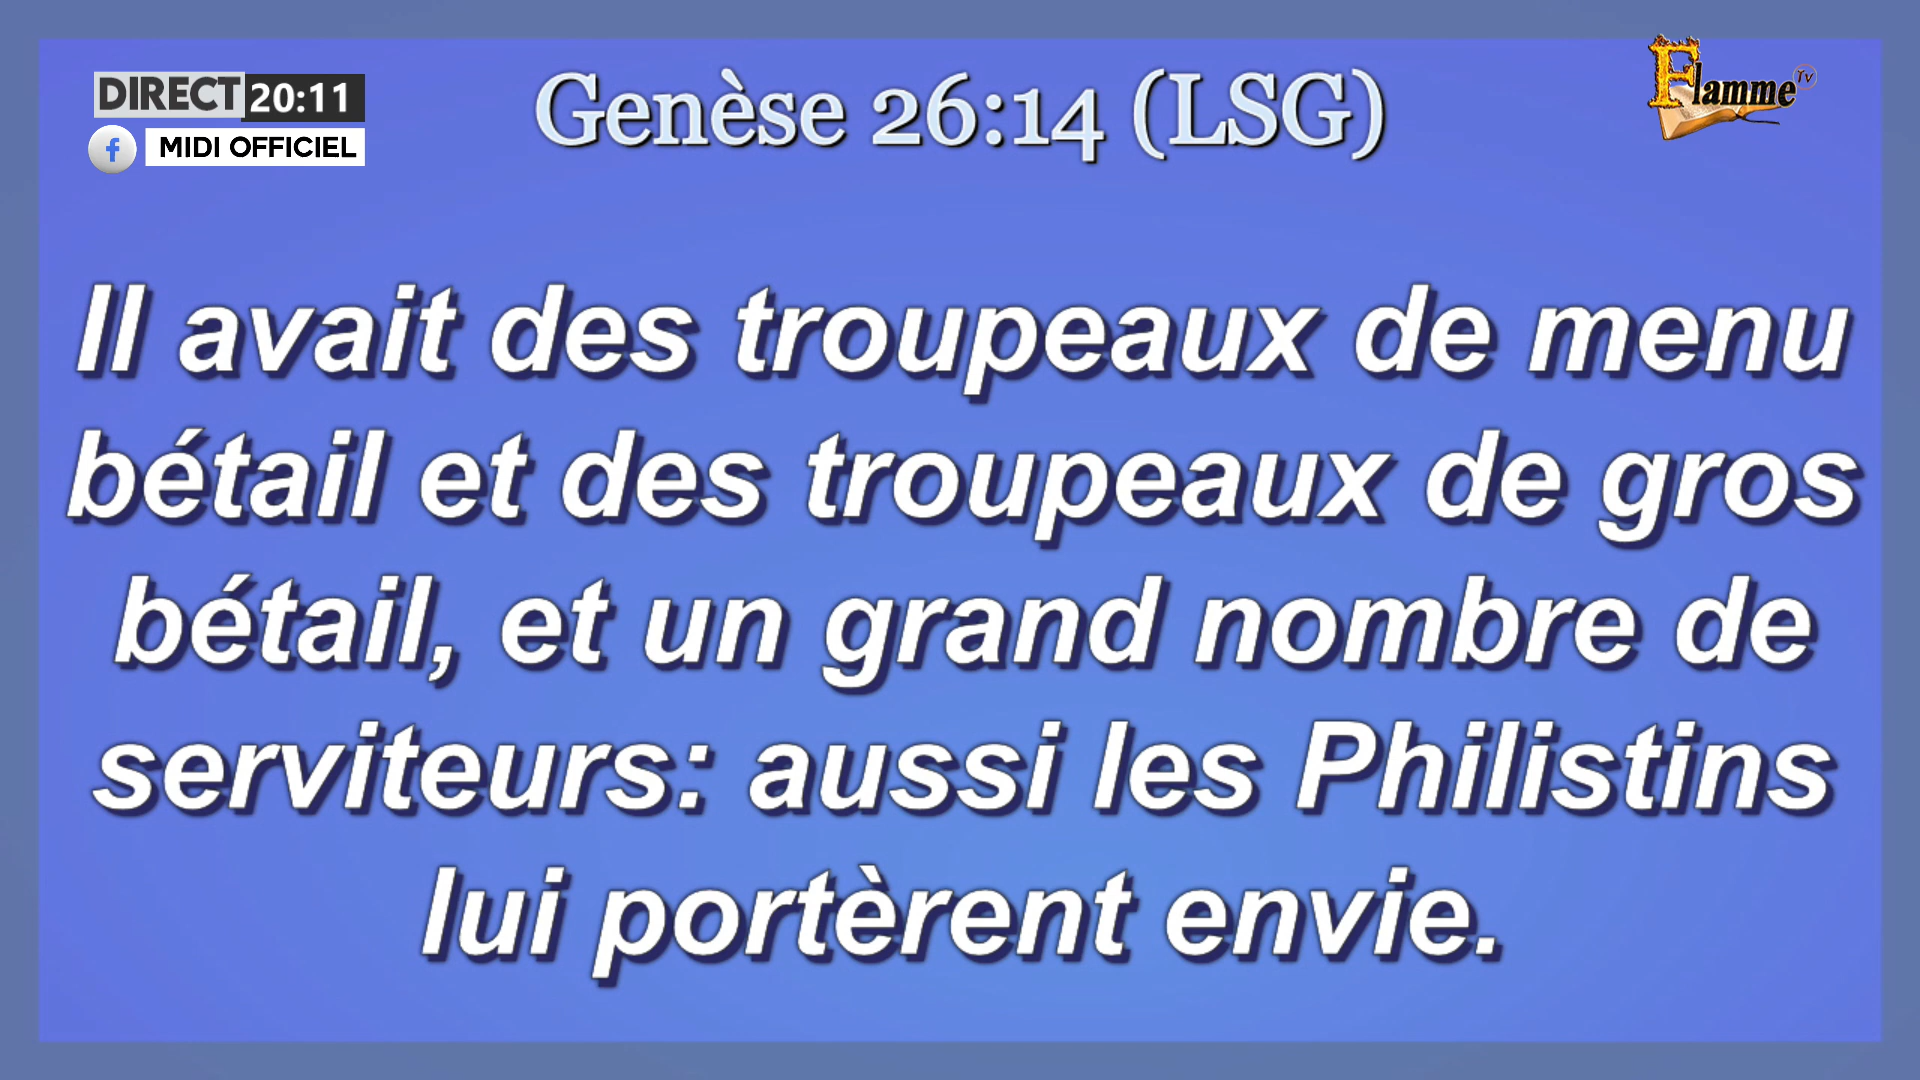 DIRECT 20:11
MIDI OFFICIEL
Genèse 26:14 (LSG)
Flamme TV
Il avait des troupeaux de menu
bétail et des troupeaux de gros
bétail, et un grand nombre de
serviteurs: aussi les Philistins
lui portèrent envie.